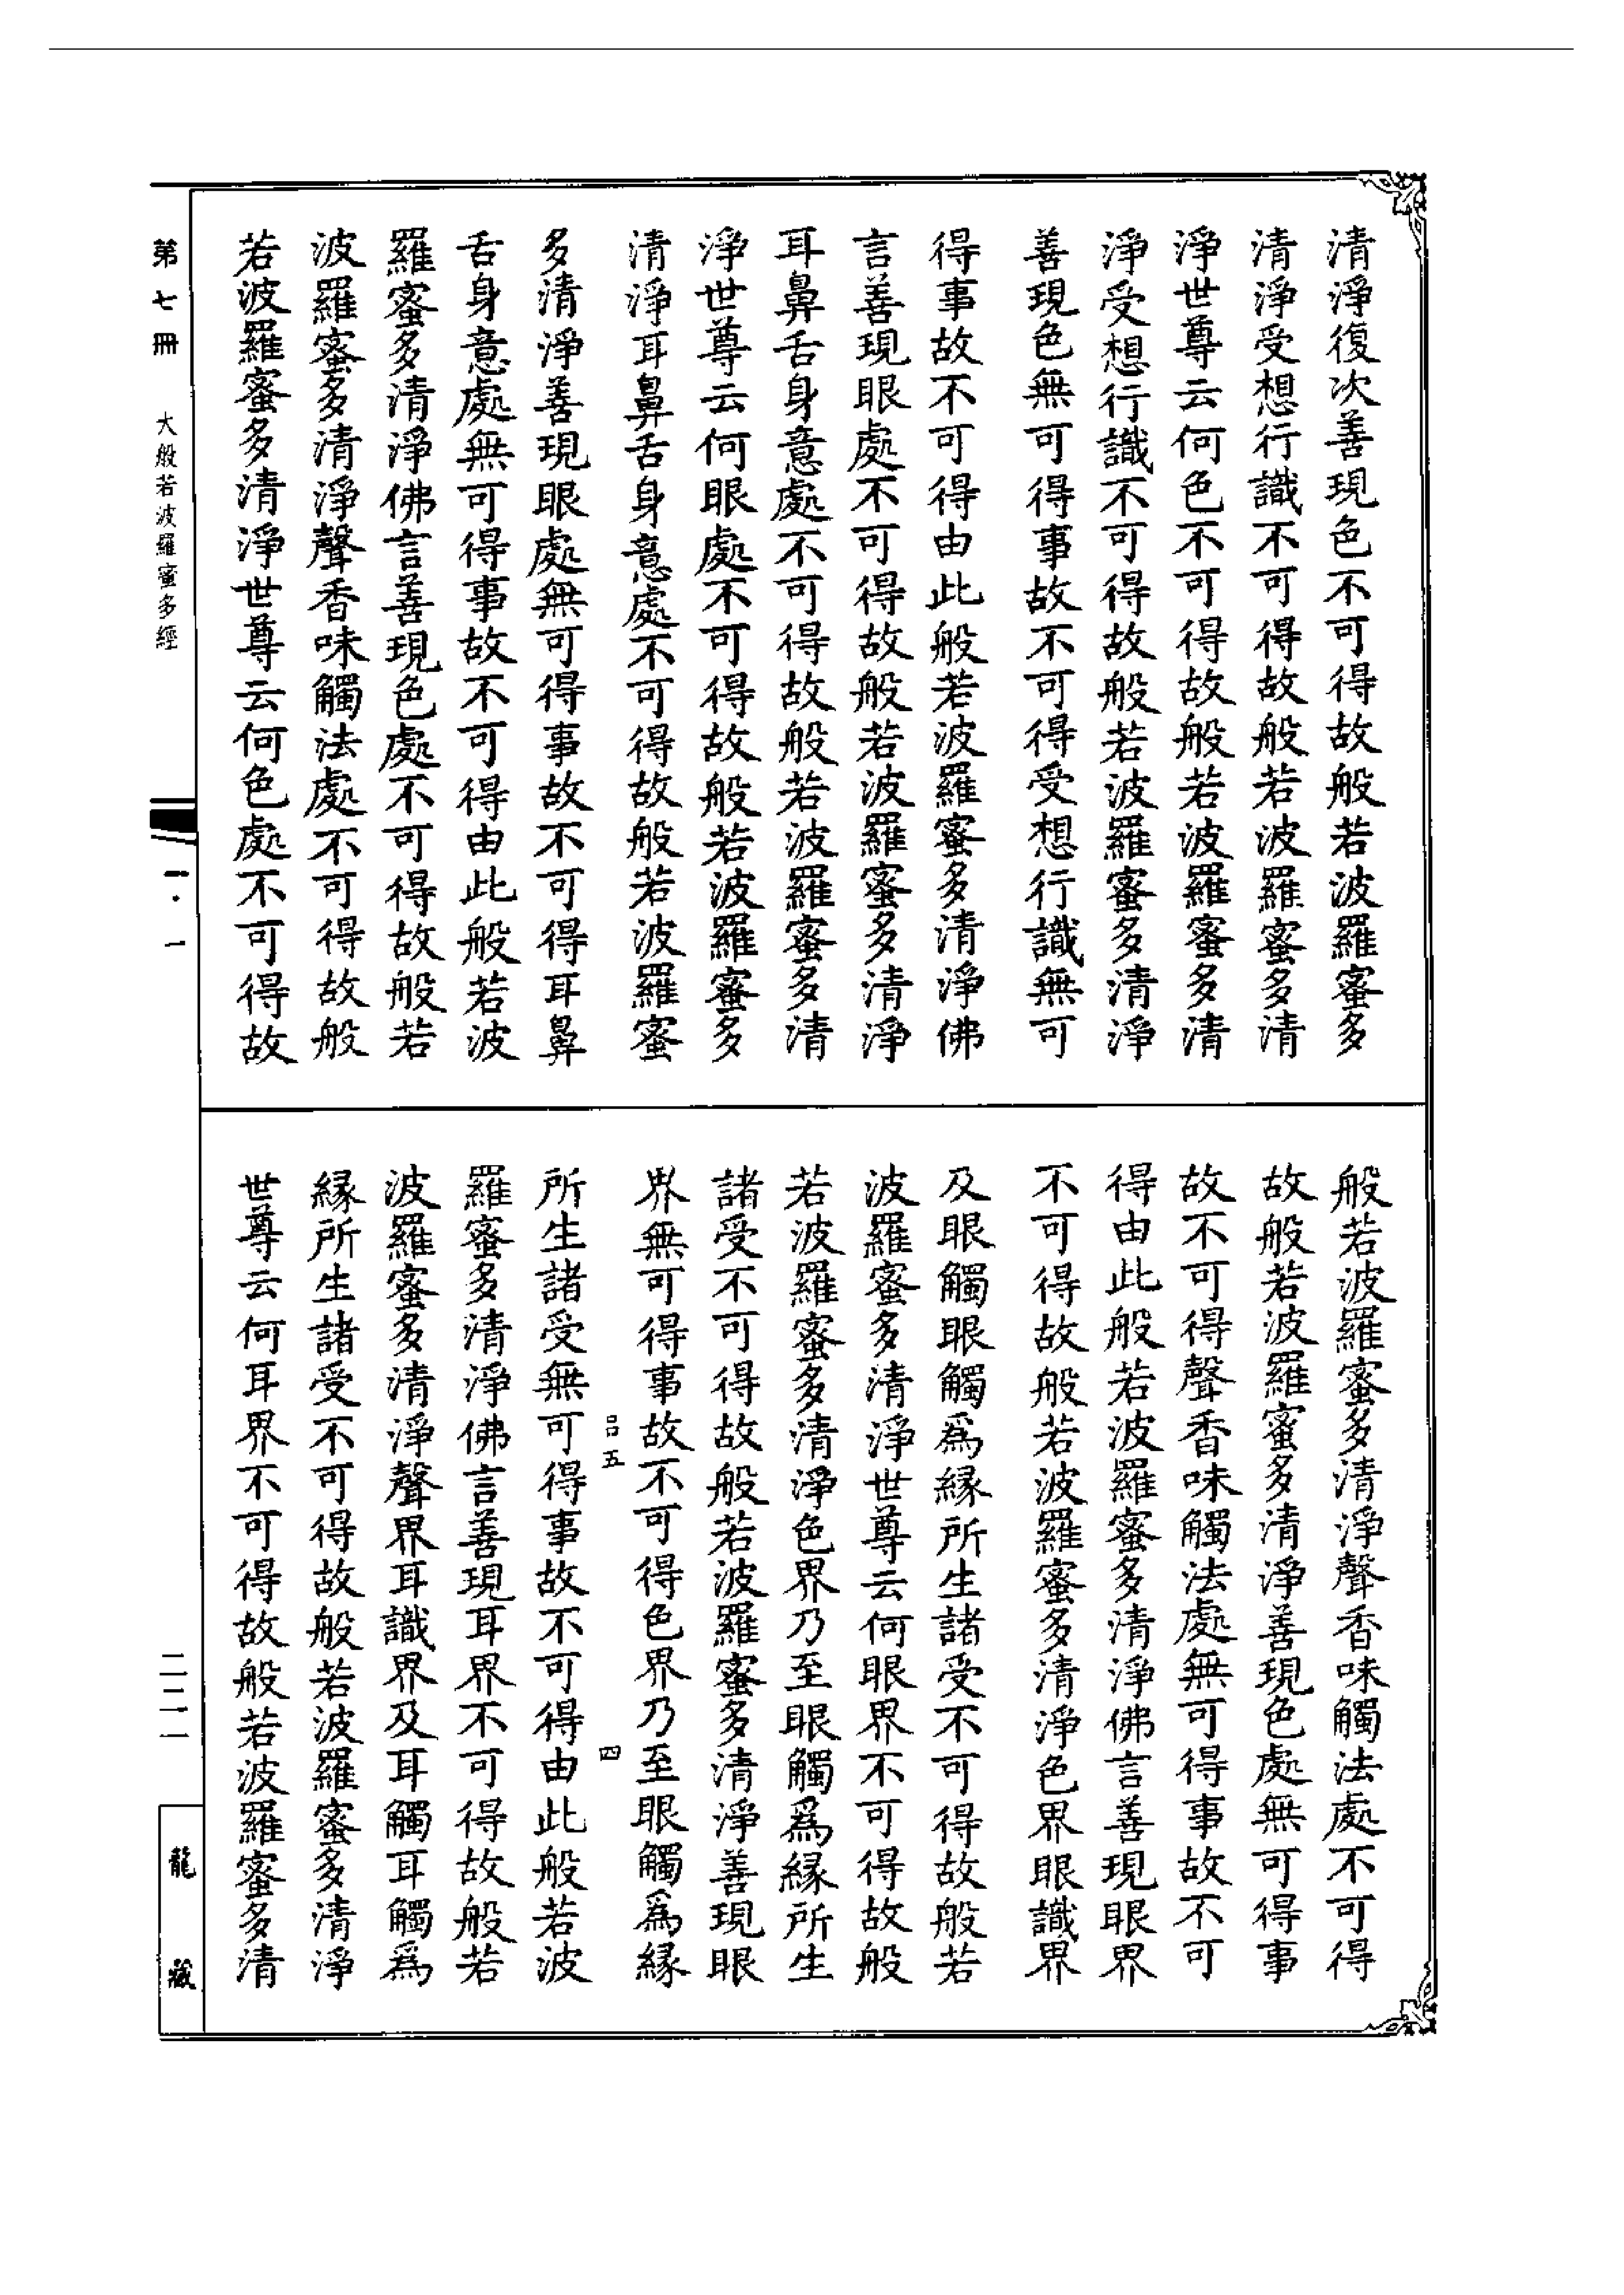 清淨復次善現色不可得故般若波羅蜜多
清淨受想行識不可得故般若波羅蜜多清
淨世尊云何色不可得故般若波羅蜜多清
淨受想行識不可得故般若波羅蜜多清淨
善現色無可得事故不可得受想行識無可
得事故不可得由此般若波羅蜜多清淨佛
言善現眼處不可得故般若波羅蜜多清淨
耳鼻舌身意處不可得故般若波羅蜜多清
淨世尊云何眼處不可得故般若波羅蜜多
清淨耳鼻舌身意處不可得故般若波羅蜜
多清淨善現眼處無可得事故不可得耳鼻
舌身意處無可得事故不可得由此般若波
羅蜜多清淨佛言善現色處不可得故般若
波羅蜜多清淨聲香味觸法處不可得故般
若波羅蜜多清淨世尊云何色處不可得故
般若波羅蜜多清淨聲香味觸法處不可得
故般若波羅蜜多清淨善現色處無可得事
故不可得聲香味觸法處無可得事故不可
得由此般若波羅蜜多清淨佛言善現眼界
不可得故般若波羅蜜多清淨色界眼識界
及眼觸眼觸爲緣所生諸受不可得故般若
波羅蜜多清淨世尊云何眼界不可得故般
若波羅蜜多清淨色界乃至眼觸爲緣所生
諸受不可得故般若波羅蜜多清淨善現眼
界無可得事故不可得色界乃至眼觸爲緣
呂五 四
所生諸受無可得事故不可得由此般若波
羅蜜多清淨佛言善現耳界不可得故般若
波羅蜜多清淨聲界耳識界及耳觸耳觸爲
緣所生諸受不可得故般若波羅蜜多清淨
世尊云何耳界不可得故般若波羅蜜多清
第七冊 大般若波羅蜜多經
一·一
二二一
龍藏